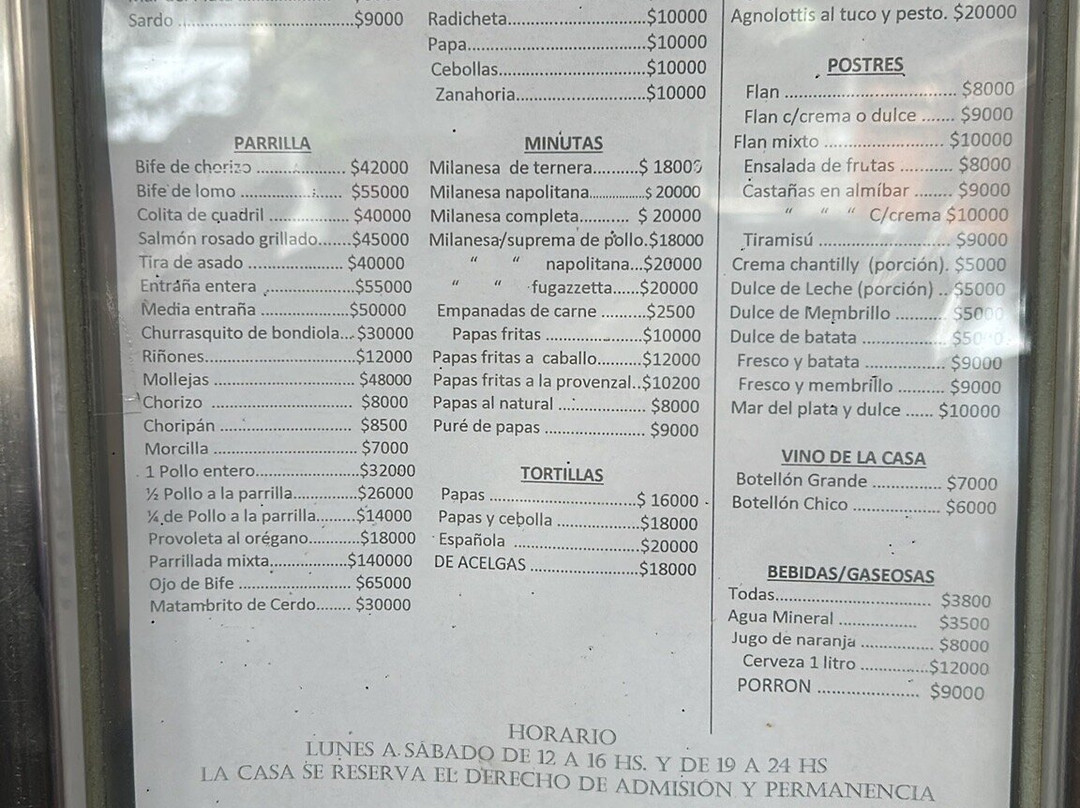 Sardo ..............................$9000
Radicheta........................$10000
Papa...............................$10000
Cebollas.........................$10000
Zanahoria......................$10000
Agnolottis al tuco y pesto. $20000
PARRILLA
Bife de chorizo .................. $42000
Bife de lomo ..................... $55000
Colita de cuadril ................ $40000
Salmón rosado grillado.......$45000
Tira de asado .................... $40000
Entraña entera ..................$55000
Media entraña ..................$50000
Churrasquito de bondiola... $30000
Riñones............................$12000
Mollejas ............................ $48000
Chorizo ............................ $8000
Choripán .......................... $8500
Morcilla ............................ $7000
1 Pollo entero....................$32000
½ Pollo a la parrilla.............$26000
¼ de Pollo a la parrilla.........$14000
Provoleta al orégano...........$18000
Parrillada mixta................$140000
Ojo de Bife ....................... $65000
Matambrito de Cerdo........ $30000
MINUTAS
Milanesa de ternera..........$ 18000
Milanesa napolitana..................$ 20000
Milanesa completa.......... $ 20000
Milanesa/suprema de pollo.$18000
“ “ napolitana...$20000
“ “ fugazzetta......$20000
Empanadas de carne ..........$2500
Papas fritas .....................$10000
Papas fritas a caballo.........$12000
Papas fritas a la provenzal..$10200
Papas al natural ................. $8000
Puré de papas .................... $9000
TORTILLAS
Papas .............................$ 16000
Papas y cebolla ................$18000
Española .........................$20000
DE ACELGAS ......................$18000
POSTRES
Flan .................................. $8000
Flan c/crema o dulce ....... $9000
Flan mixto ........................ $10000
Ensalada de frutas ........... $8000
Castañas en almíbar ....... $9000
“ “ “ C/crema $10000
Tiramisú .......................... $9000
Crema chantilly (porción). $5000
Dulce de Leche (porción) .. $5000
Dulce de Membrillo .......... $5000
Dulce de batata .................
Fresco y batata ................ $9000
Fresco y membrillo ......... $9000
Mar del plata y dulce ...... $10000
VINO DE LA CASA
Botellón Grande .............. $7000
Botellón Chico .................. $6000
BEBIDAS/GASEOSAS
Todas............................... $3800
Agua Mineral ................ $3500
Jugo de naranja ............... $8000
Cerveza 1 litro ..............$12000
PORRON .................... $9000
HORARIO
LUNES A SÁBADO DE 12 A 16 HS. Y DE 19 A 24 HS
LA CASA SE RESERVA EL DERECHO DE ADMISIÓN Y PERMANENCIA